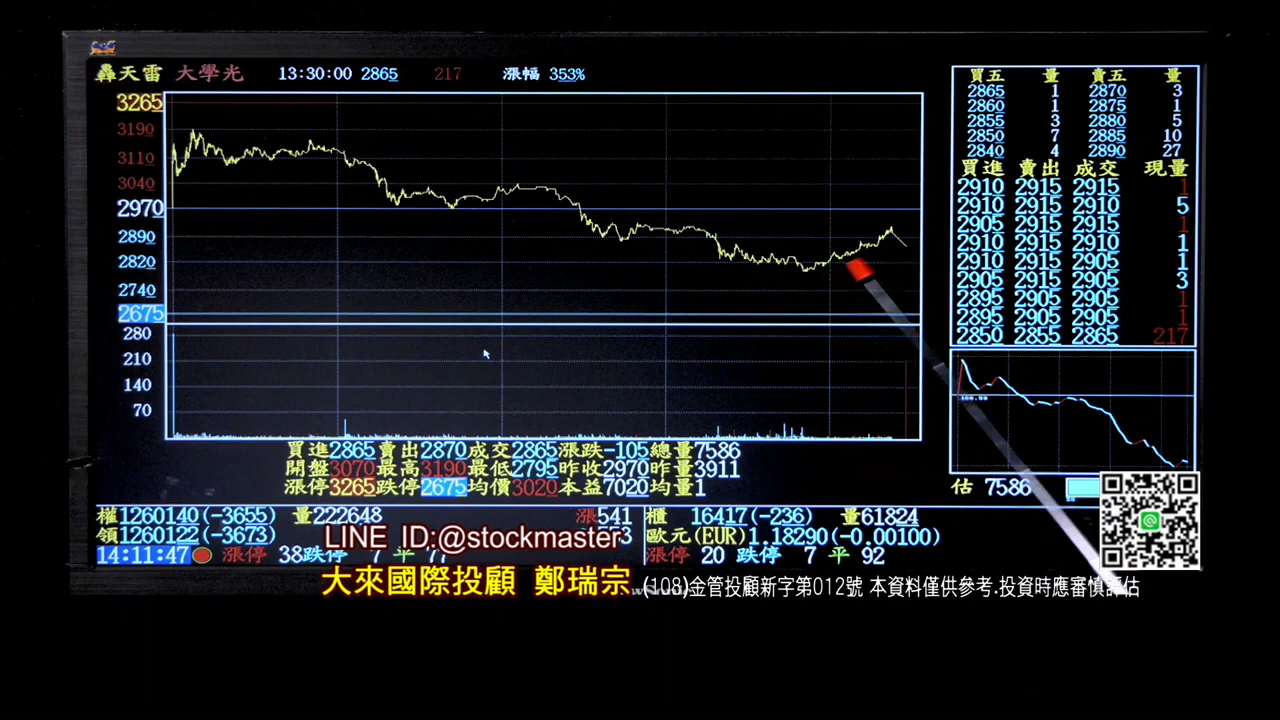 轟天雷 大學光 13:30:00 2865 217 漲幅 353%
3265
3190
3110
3040
2970
2890
2820
2740
2675
280
210
140
70
買五 量 賣五 量
2865 1 2870 3
2860 1 2875 1
2855 3 2880 5
2850 7 2885 10
2840 4 2890 27
買進 賣出 成交 現量
2910 2915 2915 1
2910 2915 2910 5
2905 2915 2915 1
2910 2915 2910 1
2910 2915 2905 1
2905 2915 2905 3
2895 2905 2905 1
2895 2905 2905 1
2850 2855 2865 217
估 7586
買進2865賣出2870成交2865漲跌-105總量7586
開盤3070最高3190最低2795昨收2970昨量3911
漲停3265跌停2675均價3020本益7020均量1
權1260140(-3655) 量222648 漲541
領1260122(-3673)
14:11:47 漲停 38跌停 7 平 77
櫃 16417(-236) 量61824
歐元(EUR)1.18290(-0.00100)
漲停 20 跌停 7 平 92
LINE ID:@stockmaster
大來國際投顧 鄭瑞宗 (108)金管投顧新字第012號 本資料僅供參考.投資時應審慎評估